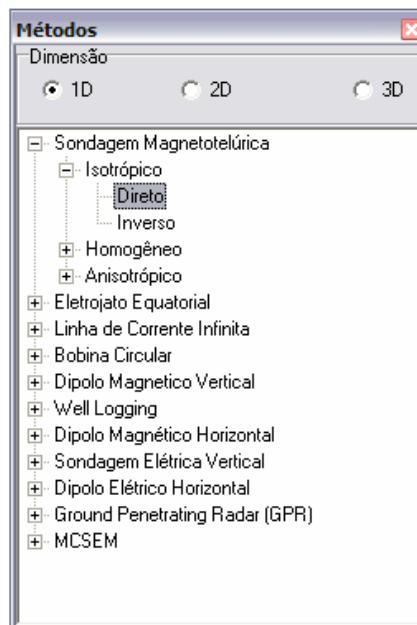 Métodos
Dimensão
1D 2D 3D
Sondagem Magnetotelúrica
Isotrópico
Direto
Inverso
Homogêneo
Anisotrópico
Eletrojato Equatorial
Linha de Corrente Infinita
Bobina Circular
Dipolo Magnetico Vertical
Well Logging
Dipolo Magnético Horizontal
Sondagem Elétrica Vertical
Dipolo Elétrico Horizontal
Ground Penetrating Radar (GPR)
MCSEM